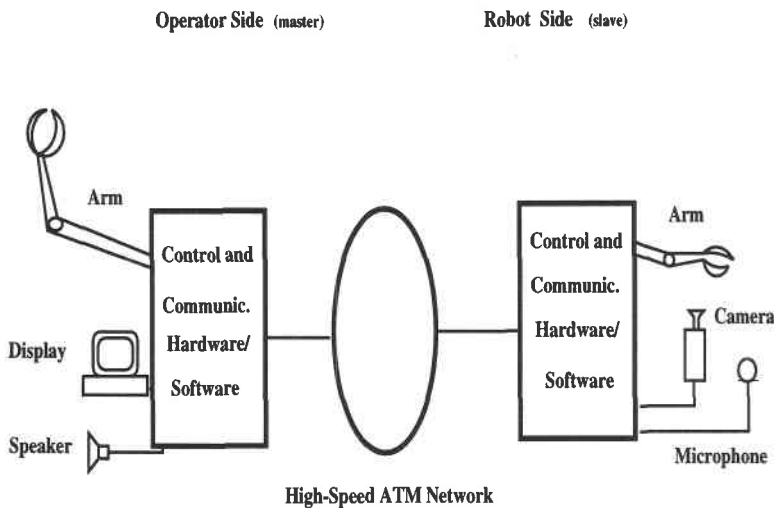 Operator Side (master)
Robot Side (slave)
Arm
Control and
Communic.
Hardware/
Software
Display
Speaker
Control and
Communic.
Hardware/
Software
Arm
Camera
Microphone
High-Speed ATM Network